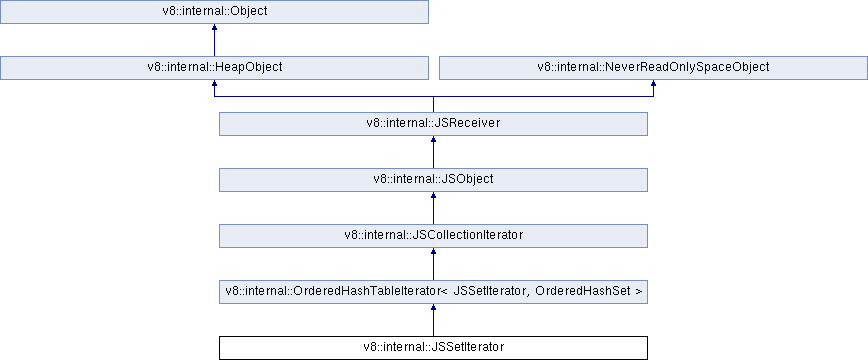 v8::internal::Object
v8::internal::HeapObject
v8::internal::NeverReadOnlySpaceObject
v8::internal::JSReceiver
v8::internal::JSObject
v8::internal::JSCollectionIterator
v8::internal::OrderedHashTableIterator< JSSetIterator, OrderedHashSet >
v8::internal::JSSetIterator